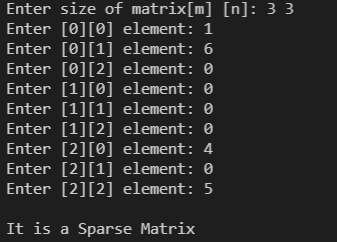 Enter size of matrix[m] [n]: 3 3
Enter [0][0] element: 1
Enter [0][1] element: 6
Enter [0][2] element: 0
Enter [1][0] element: 0
Enter [1][1] element: 0
Enter [1][2] element: 0
Enter [2][0] element: 4
Enter [2][1] element: 0
Enter [2][2] element: 5
It is a Sparse Matrix